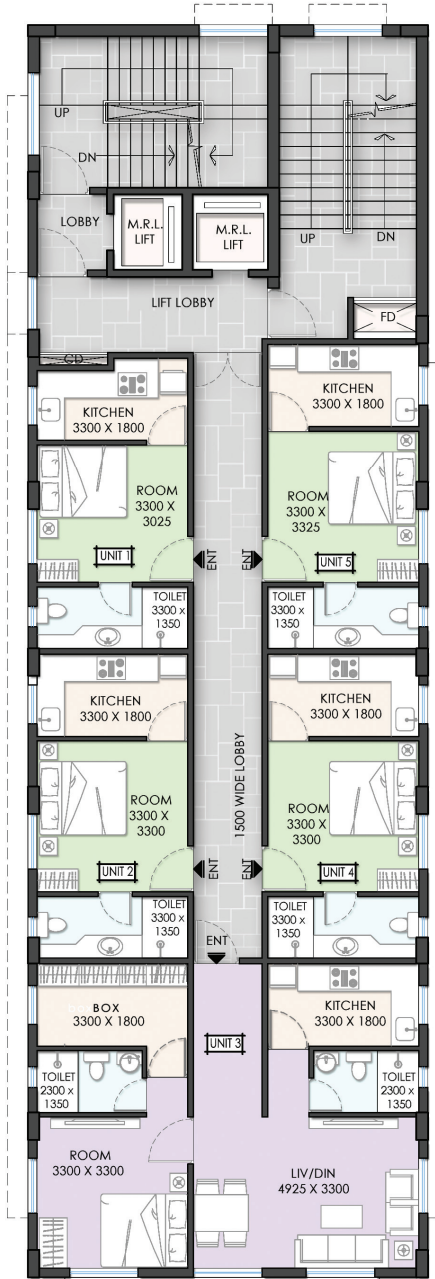 UP
DN
UP
DN
LOBBY
M.R.L.
LIFT
M.R.L.
LIFT
LIFT LOBBY
FD
CD
KITCHEN
3300 X 1800
KITCHEN
3300 X 1800
ROOM
3300 X
3025
UNIT 1
ENT
ROOM
3300 X
3325
UNIT 5
ENT
TOILET
3300 x
1350
TOILET
3300 x
1350
KITCHEN
3300 X 1800
KITCHEN
3300 X 1800
1500 WIDE LOBBY
ROOM
3300 X
3300
UNIT 2
ENT
ROOM
3300 X
3300
UNIT 4
ENT
TOILET
3300 x
1350
TOILET
3300 x
1350
ENT
BOX
3300 X 1800
UNIT 3
KITCHEN
3300 X 1800
TOILET
2300 x
1350
TOILET
2300 x
1350
ROOM
3300 X 3300
LIV/DIN
4925 X 3300